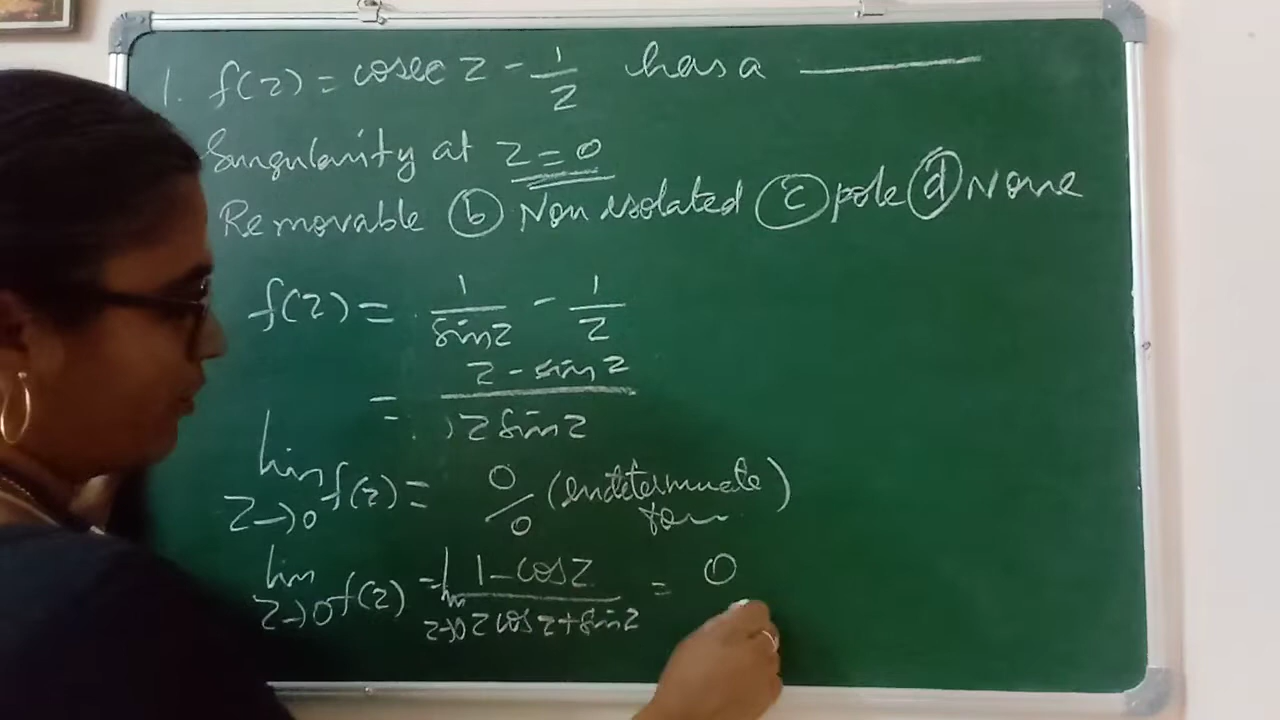 1. f(z) = cosec z - 1/z has a ______
Singularity at z = 0
Removable (b) Non isolated (c) pole (d) None
f(z) = 1/sin z - 1/z
= z - sin z / z sin z
lim z→0 f(z) = 0/0 (indeterminate form)
lim z→0 f(z) = lim z→0 1 - cos z / z cos z + sin z = 0